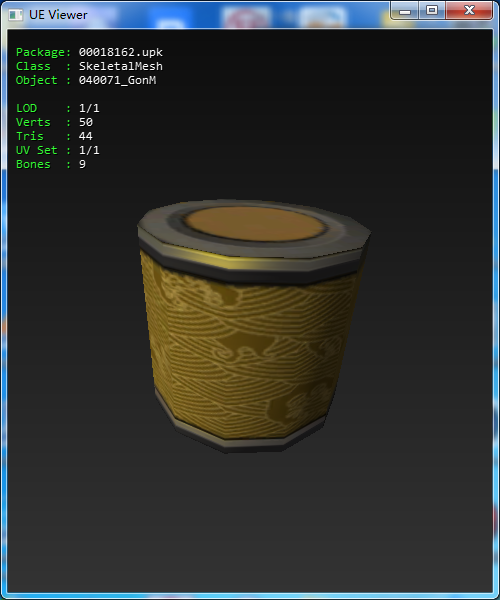 UE Viewer
Package: 00018162.upk
Class : SkeletalMesh
Object : 040071_GonM
LOD : 1/1
Verts : 50
Tris : 44
UV Set : 1/1
Bones : 9